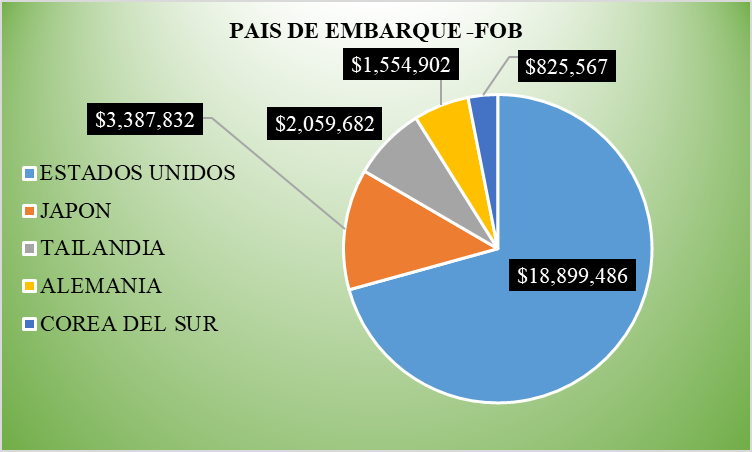 PAIS DE EMBARQUE -FOB
$1,554,902
$825,567
$3,387,832
$2,059,682
ESTADOS UNIDOS
JAPON
TAILANDIA
ALEMANIA
COREA DEL SUR
$18,899,486